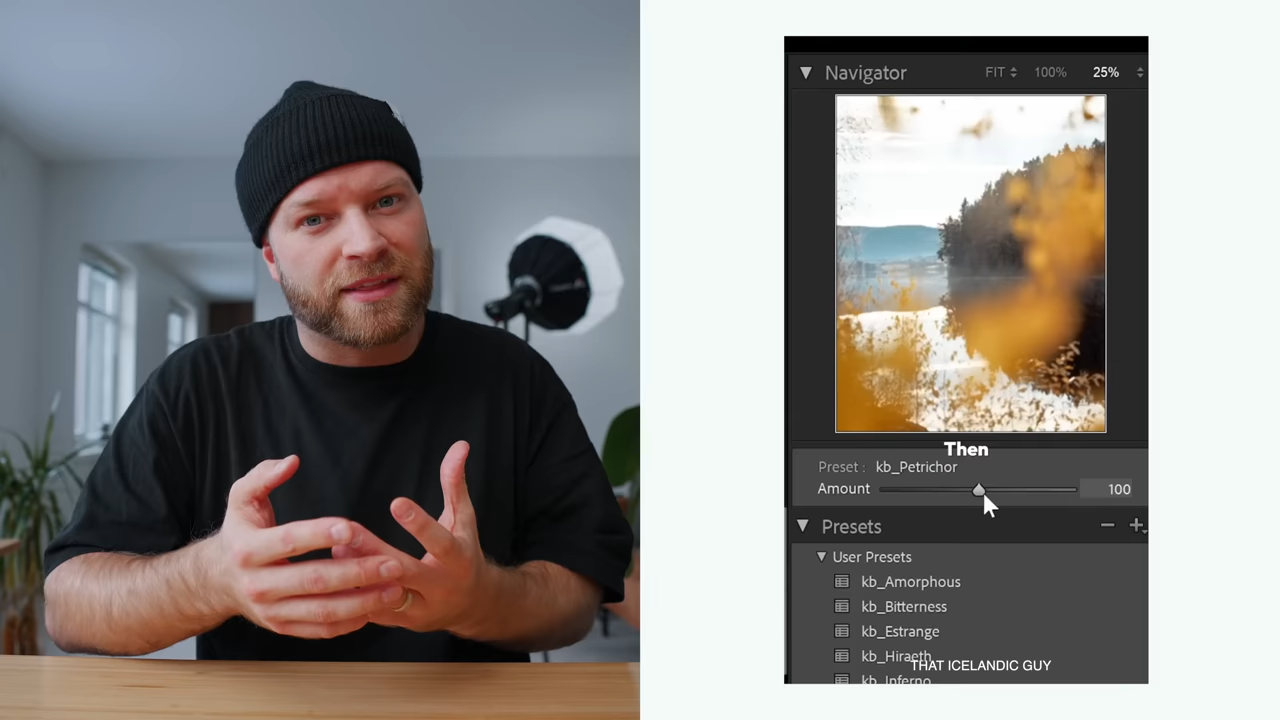 Navigator FIT 100% 25%
Then
Preset : kb_Petrichor
Amount 100
Presets
User Presets
kb_Amorphous
kb_Bitterness
kb_Estrange
kb_Hiraeth
THAT ICELANDIC GUY
kb_Inferno